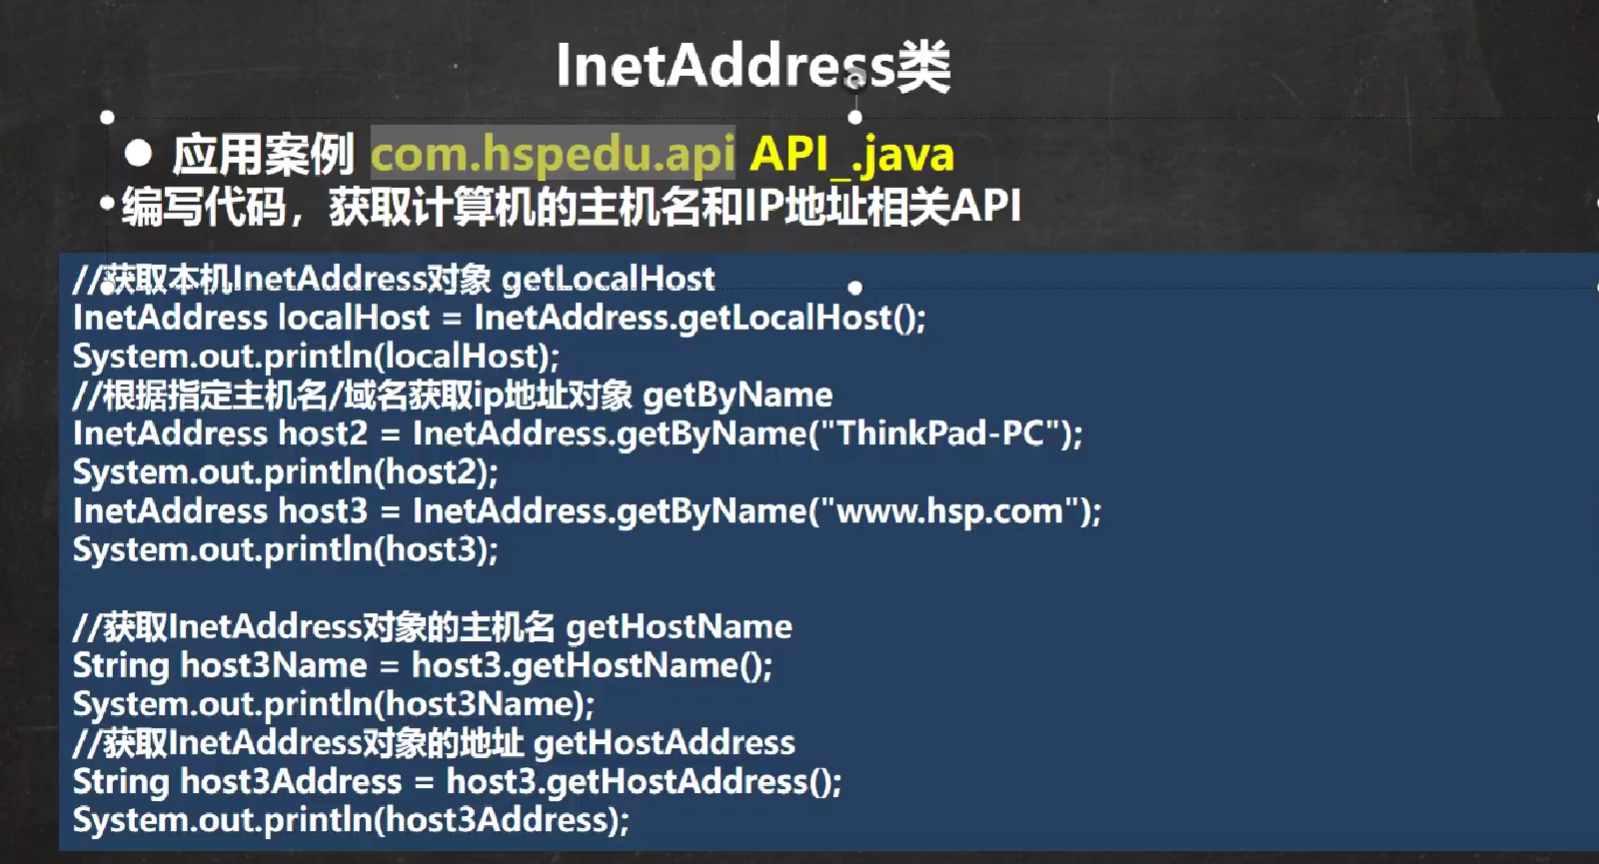 InetAddress类
● 应用案例 com.hspedu.api API_.java
•编写代码，获取计算机的主机名和IP地址相关API
//获取本机InetAddress对象 getLocalHost
InetAddress localHost = InetAddress.getLocalHost();
System.out.println(localHost);
//根据指定主机名/域名获取ip地址对象 getByName
InetAddress host2 = InetAddress.getByName("ThinkPad-PC");
System.out.println(host2);
InetAddress host3 = InetAddress.getByName("www.hsp.com");
System.out.println(host3);
//获取InetAddress对象的主机名 getHostName
String host3Name = host3.getHostName();
System.out.println(host3Name);
//获取InetAddress对象的地址 getHostAddress
String host3Address = host3.getHostAddress();
System.out.println(host3Address);